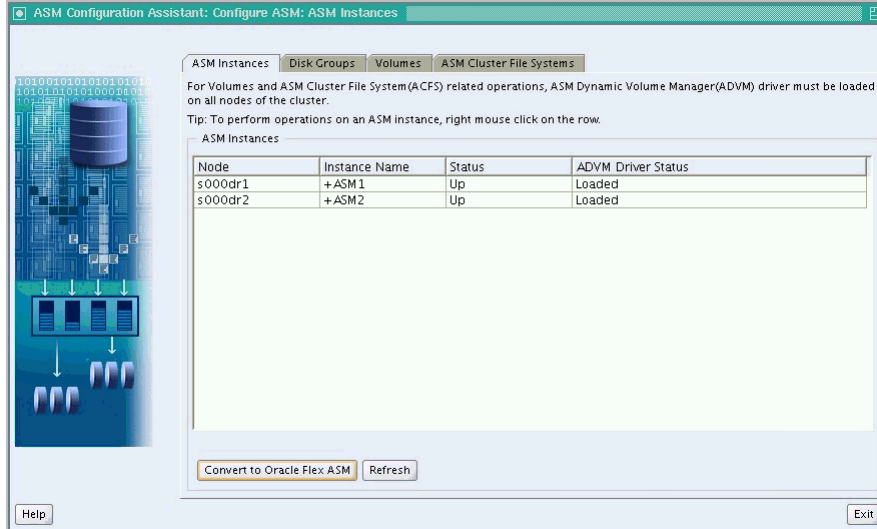 ASM Configuration Assistant: Configure ASM: ASM Instances
ASM Instances Disk Groups Volumes ASM Cluster File Systems
For Volumes and ASM Cluster File System(ACFS) related operations, ASM Dynamic Volume Manager(ADVM) driver must be loaded
on all nodes of the cluster.
Tip: To perform operations on an ASM instance, right mouse click on the row.
ASM Instances
Node Instance Name Status ADVM Driver Status
s000dr1 +ASM1 Up Loaded
s000dr2 +ASM2 Up Loaded
Convert to Oracle Flex ASM Refresh
Help Exit